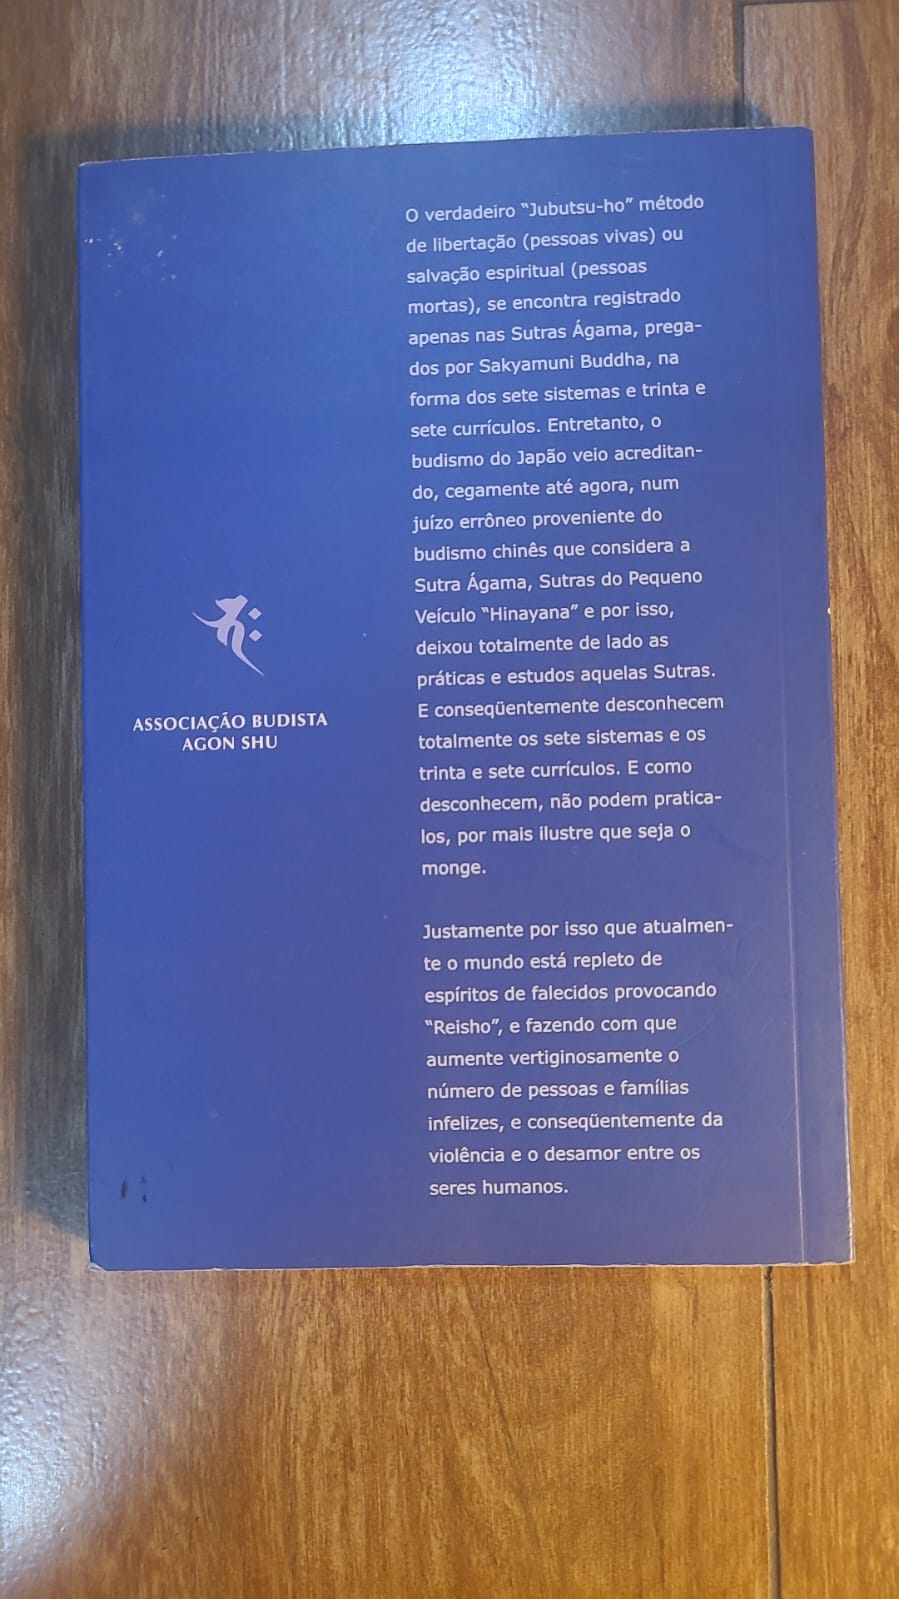 O verdadeiro “Jubutsu-ho” método
de libertação (pessoas vivas) ou
salvação espiritual (pessoas
mortas), se encontra registrado
apenas nas Sutras Ágama, prega-
dos por Sakyamuni Buddha, na
forma dos sete sistemas e trinta e
sete currículos. Entretanto, o
budismo do Japão veio acreditan-
do, cegamente até agora, num
juízo errôneo proveniente do
budismo chinês que considera a
Sutra Ágama, Sutras do Pequeno
Veículo “Hinayana” e por isso,
deixou totalmente de lado as
práticas e estudos aquelas Sutras.
E conseqüentemente desconhecem
totalmente os sete sistemas e os
trinta e sete currículos. E como
desconhecem, não podem pratica-
los, por mais ilustre que seja o
monge.
Justamente por isso que atualmen-
te o mundo está repleto de
espíritos de falecidos provocando
“Reisho”, e fazendo com que
aumente vertiginosamente o
número de pessoas e famílias
infelizes, e conseqüentemente da
violência e o desamor entre os
seres humanos.
ASSOCIAÇÃO BUDISTA
AGON SHU